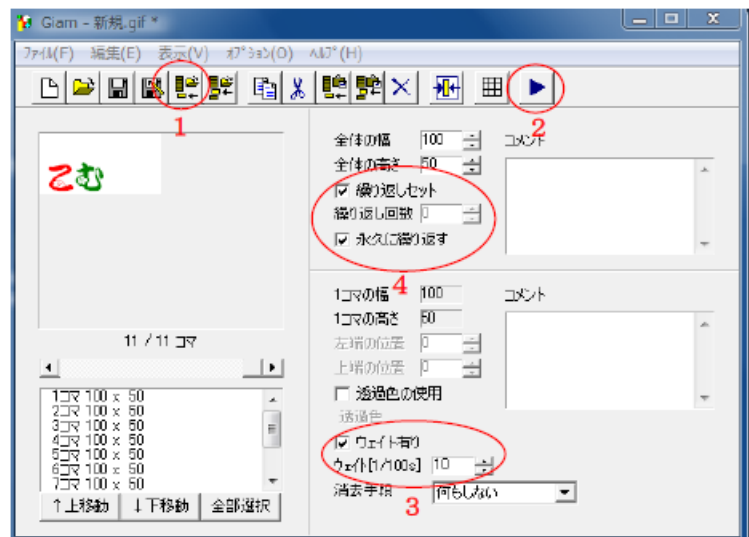 Giam - 新規.gif *
ファイル(F) 編集(E) 表示(V) オプション(O) ヘルプ(H)
1
2
こむ
11 / 11 コマ
1コマ 100 x 50
2コマ 100 x 50
3コマ 100 x 50
4コマ 100 x 50
5コマ 100 x 50
6コマ 100 x 50
7コマ 100 x 50
↑上移動 ↓下移動 全部選択
全体の幅 100 コメント
全体の高さ 50
繰り返しセット
繰り返し回数 0
永久に繰り返す
4
1コマの幅 100 コメント
1コマの高さ 50
左端の位置 0
上端の位置 0
透過色の使用
透過色
ウェイト有り
ウェイト[1/100s] 10
消去手順 何もしない
3